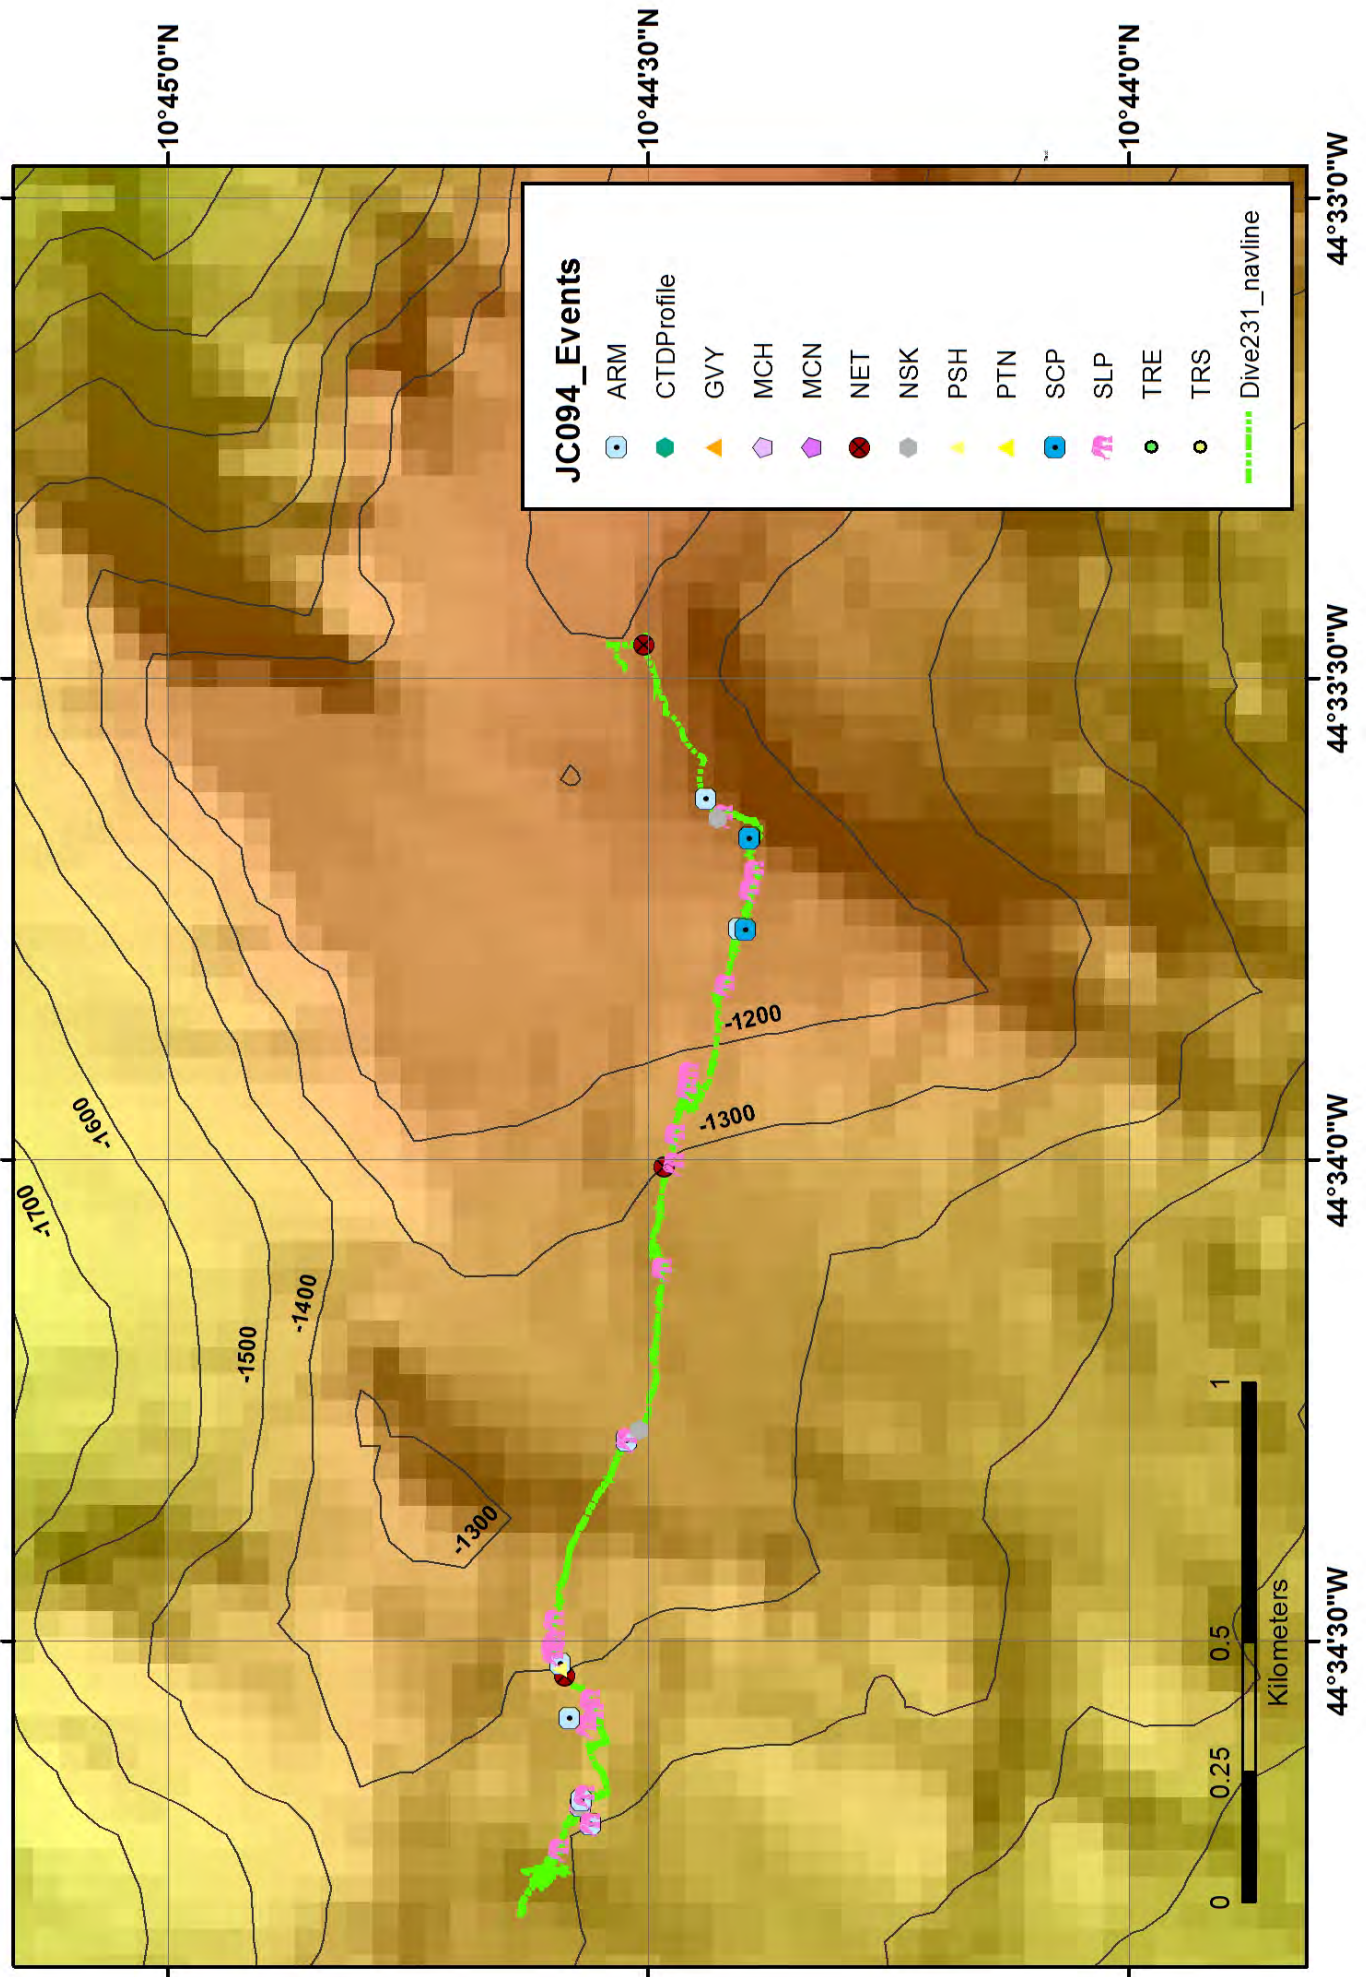 10°45'0"N
10°44'30"N
10°44'0"N
44°34'30"W
44°34'0"W
44°33'30"W
44°33'0"W
-1700
-1600
-1500
-1400
-1300
-1300
-1200
JC094_Events
ARM
CTDProfile
GVY
MCH
MCN
NET
NSK
PSH
PTN
SCP
SLP
TRE
TRS
Dive231_navline
0 0.25 0.5 1
Kilometers